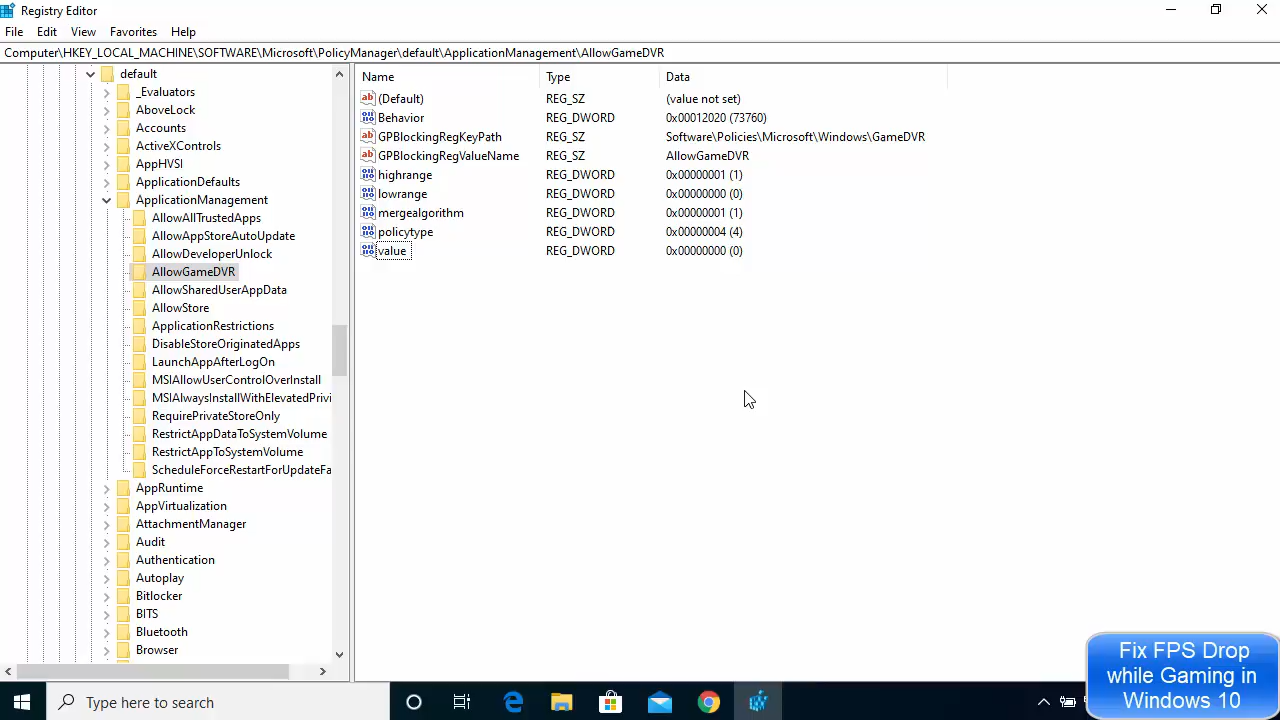 Registry Editor
File Edit View Favorites Help
Computer\HKEY_LOCAL_MACHINE\SOFTWARE\Microsoft\PolicyManager\default\ApplicationManagement\AllowGameDVR
default
_Evaluators
AboveLock
Accounts
ActiveXControls
AppHVSI
ApplicationDefaults
ApplicationManagement
AllowAllTrustedApps
AllowAppStoreAutoUpdate
AllowDeveloperUnlock
AllowGameDVR
AllowSharedUserAppData
AllowStore
ApplicationRestrictions
DisableStoreOriginatedApps
LaunchAppAfterLogOn
MSIAllowUserControlOverInstall
MSIAlwaysInstallWithElevatedPrivi
RequirePrivateStoreOnly
RestrictAppDataToSystemVolume
RestrictAppToSystemVolume
ScheduleForceRestartForUpdateFa
AppRuntime
AppVirtualization
AttachmentManager
Audit
Authentication
Autoplay
Bitlocker
BITS
Bluetooth
Browser
Name Type Data
(Default) REG_SZ (value not set)
Behavior REG_DWORD 0x00012020 (73760)
GPBlockingRegKeyPath REG_SZ Software\Policies\Microsoft\Windows\GameDVR
GPBlockingRegValueName REG_SZ AllowGameDVR
highrange REG_DWORD 0x00000001 (1)
lowrange REG_DWORD 0x00000000 (0)
mergealgorithm REG_DWORD 0x00000001 (1)
policytype REG_DWORD 0x00000004 (4)
value REG_DWORD 0x00000000 (0)
Type here to search
Fix FPS Drop
while Gaming in
Windows 10